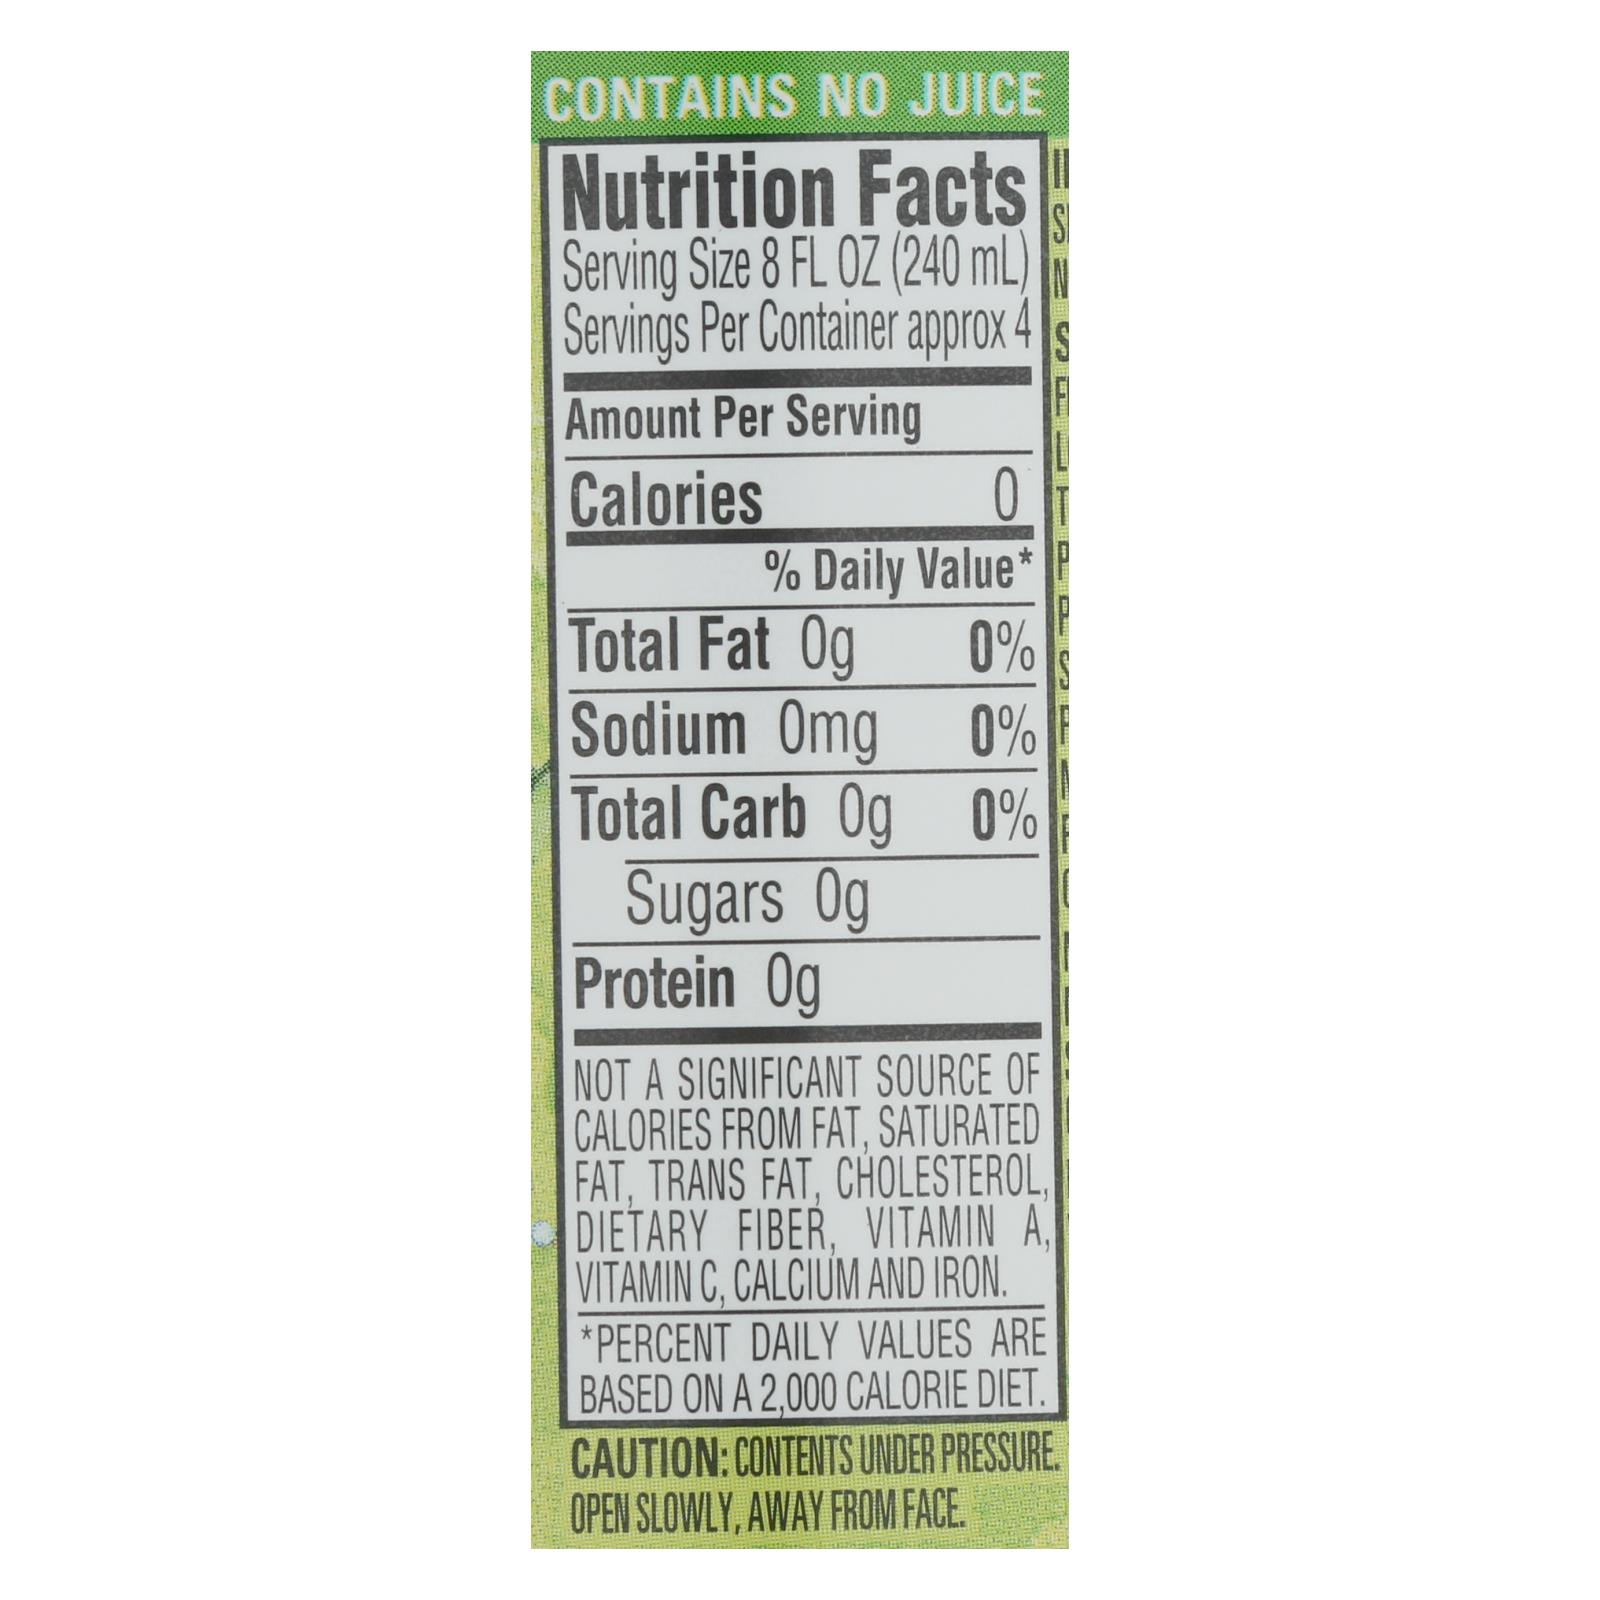 CONTAINS NO JUICE
Nutrition Facts
Serving Size 8 FL OZ (240 mL)
Servings Per Container approx 4
Amount Per Serving
Calories 0
% Daily Value*
Total Fat 0g 0%
Sodium 0mg 0%
Total Carb 0g 0%
Sugars 0g
Protein 0g
NOT A SIGNIFICANT SOURCE OF
CALORIES FROM FAT, SATURATED
FAT, TRANS FAT, CHOLESTEROL,
DIETARY FIBER, VITAMIN A,
VITAMIN C, CALCIUM AND IRON.
*PERCENT DAILY VALUES ARE
BASED ON A 2,000 CALORIE DIET.
CAUTION: CONTENTS UNDER PRESSURE.
OPEN SLOWLY, AWAY FROM FACE.